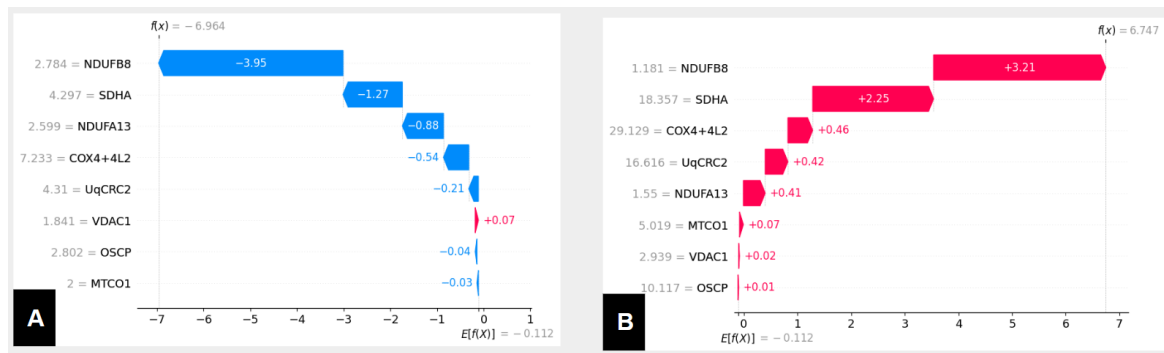 f(x) = −6.964
2.784 = NDUFB8
−3.95
4.297 = SDHA
−1.27
2.599 = NDUFA13
−0.88
7.233 = COX4+4L2
−0.54
4.31 = UqCRC2
−0.21
1.841 = VDAC1
+0.07
2.802 = OSCP
−0.04
2 = MTCO1
−0.03
−7 −6 −5 −4 −3 −2 −1 0 1
E[f(X)] = −0.112
A
f(x) = 6.747
1.181 = NDUFB8
+3.21
18.357 = SDHA
+2.25
29.129 = COX4+4L2
+0.46
16.616 = UqCRC2
+0.42
1.55 = NDUFA13
+0.41
5.019 = MTCO1
+0.07
2.939 = VDAC1
+0.02
10.117 = OSCP
+0.01
0 1 2 3 4 5 6 7
E[f(X)] = −0.112
B